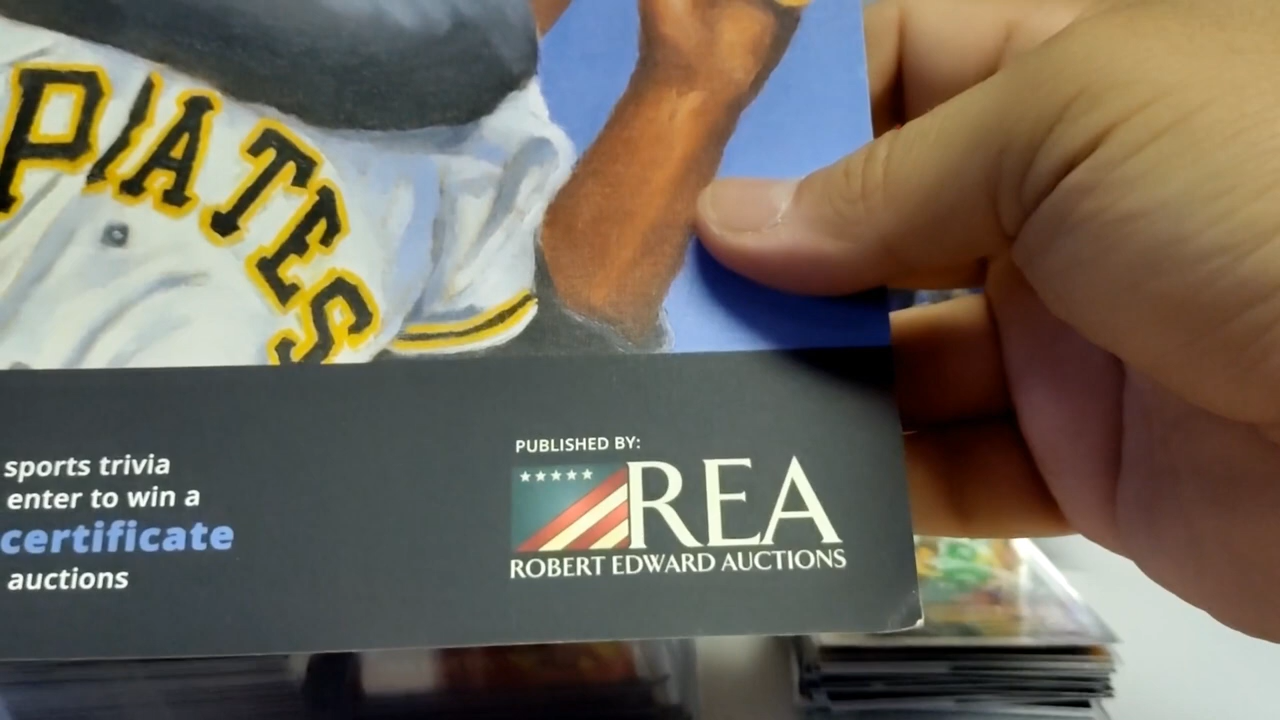 PIATES
sports trivia
enter to win a
certificate
auctions
PUBLISHED BY:
REA
ROBERT EDWARD AUCTIONS